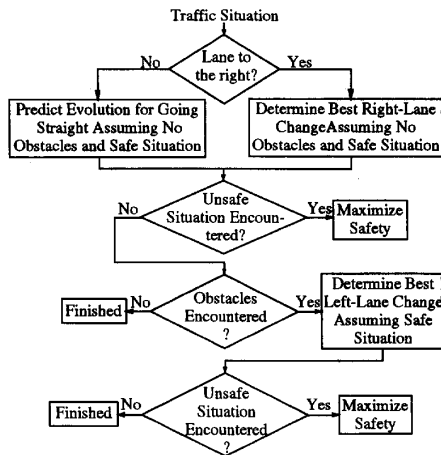 Traffic Situation
No
Lane to
the right?
Yes
Predict Evolution for Going
Straight Assuming No
Obstacles and Safe Situation
Determine Best Right-Lane
ChangeAssuming No
Obstacles and Safe Situation
No
Unsafe
Situation Encoun-
tered?
Yes
Maximize
Safety
Finished
No
Obstacles
Encountered
?
Yes
Determine Best
Left-Lane Change
Assuming Safe
Situation
Finished
No
Unsafe
Situation
Encountered
?
Yes
Maximize
Safety